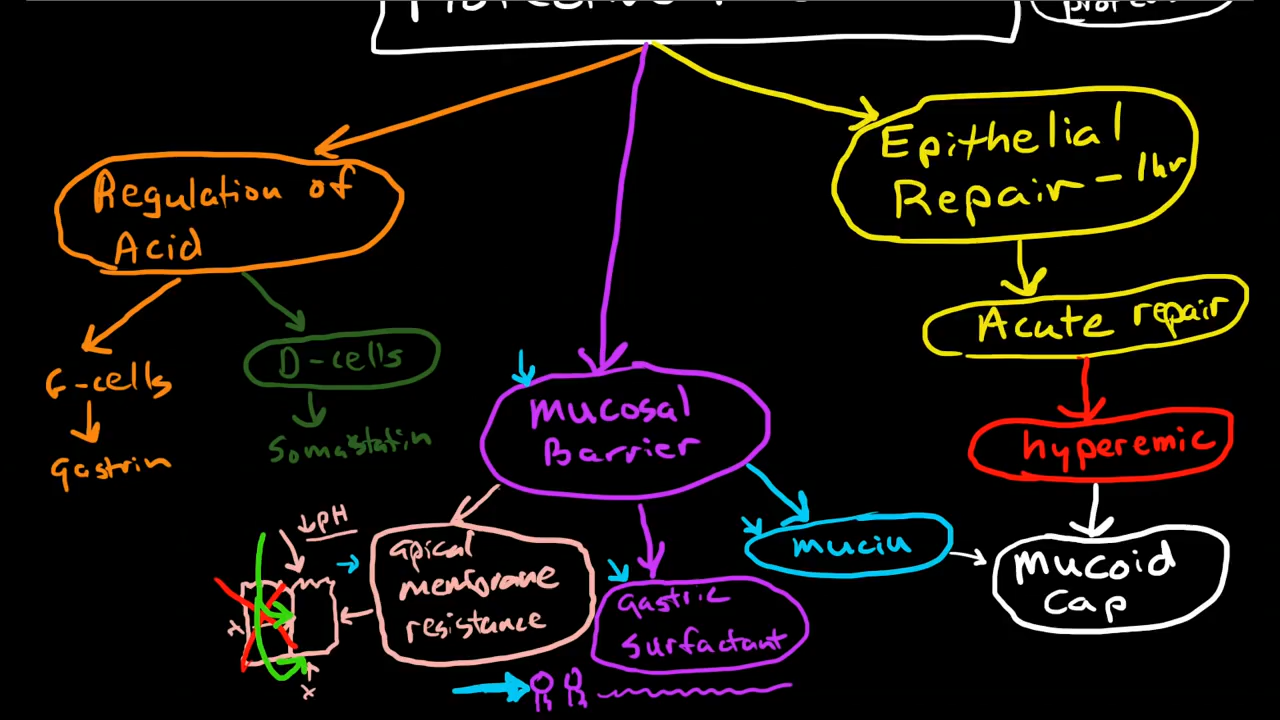 Epithelial
Repair - 1hr
Regulation of
Acid
Acute repair
G-cells
D-cells
gastrin
Somastatin
Mucosal
Barrier
hyperemic
↓pH
apical
membrane
resistance
gastric
surfactant
mucin
Mucoid
cap
x
x